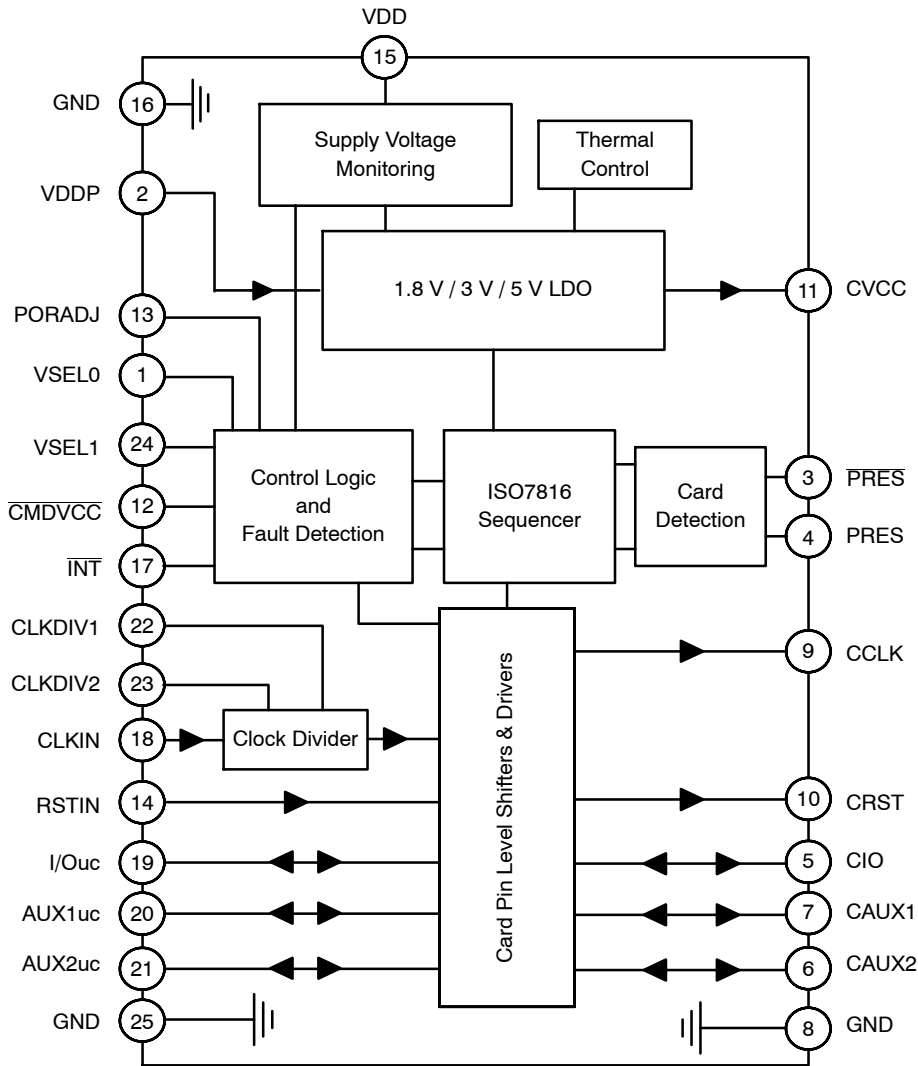 VDD
15
GND
16
Supply Voltage
Monitoring
Thermal
Control
VDDP
2
1.8 V / 3 V / 5 V LDO
11
CVCC
PORADJ
13
VSEL0
1
VSEL1
24
C̅M̅D̅V̅C̅C̅
12
I̅N̅T̅
17
Control Logic
and
Fault Detection
ISO7816
Sequencer
Card
Detection
3
P̅R̅E̅S̅
4
PRES
CLKDIV1
22
CLKDIV2
23
CLKIN
18
Clock Divider
Card Pin Level Shifters & Drivers
9
CCLK
RSTIN
14
10
CRST
I/Ouc
19
5
CIO
AUX1uc
20
7
CAUX1
AUX2uc
21
6
CAUX2
GND
25
8
GND